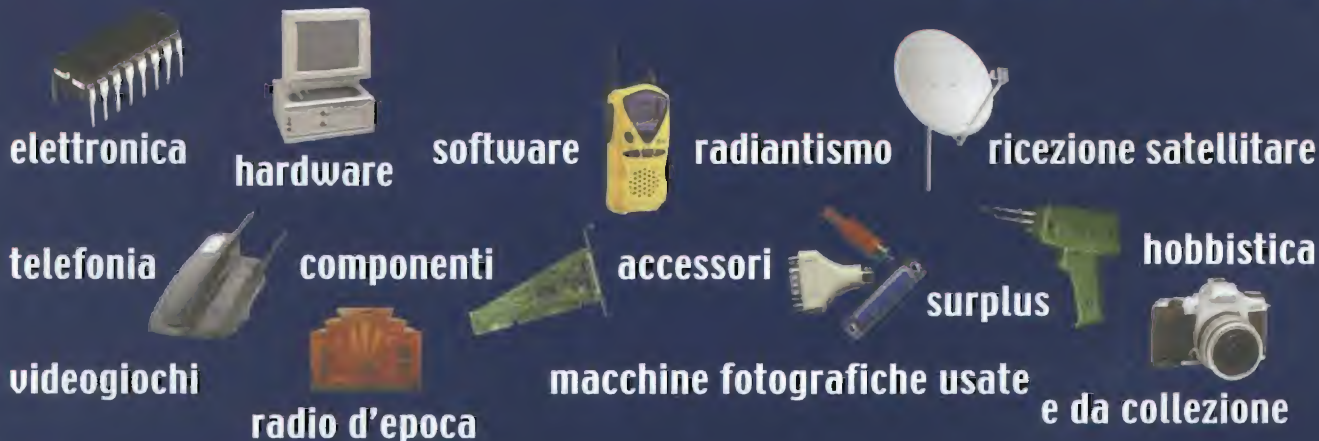 elettronica
hardware
software
radiantismo
ricezione satellitare
telefonia
componenti
accessori
surplus
hobbistica
videogiochi
radio d'epoca
macchine fotografiche usate
e da collezione